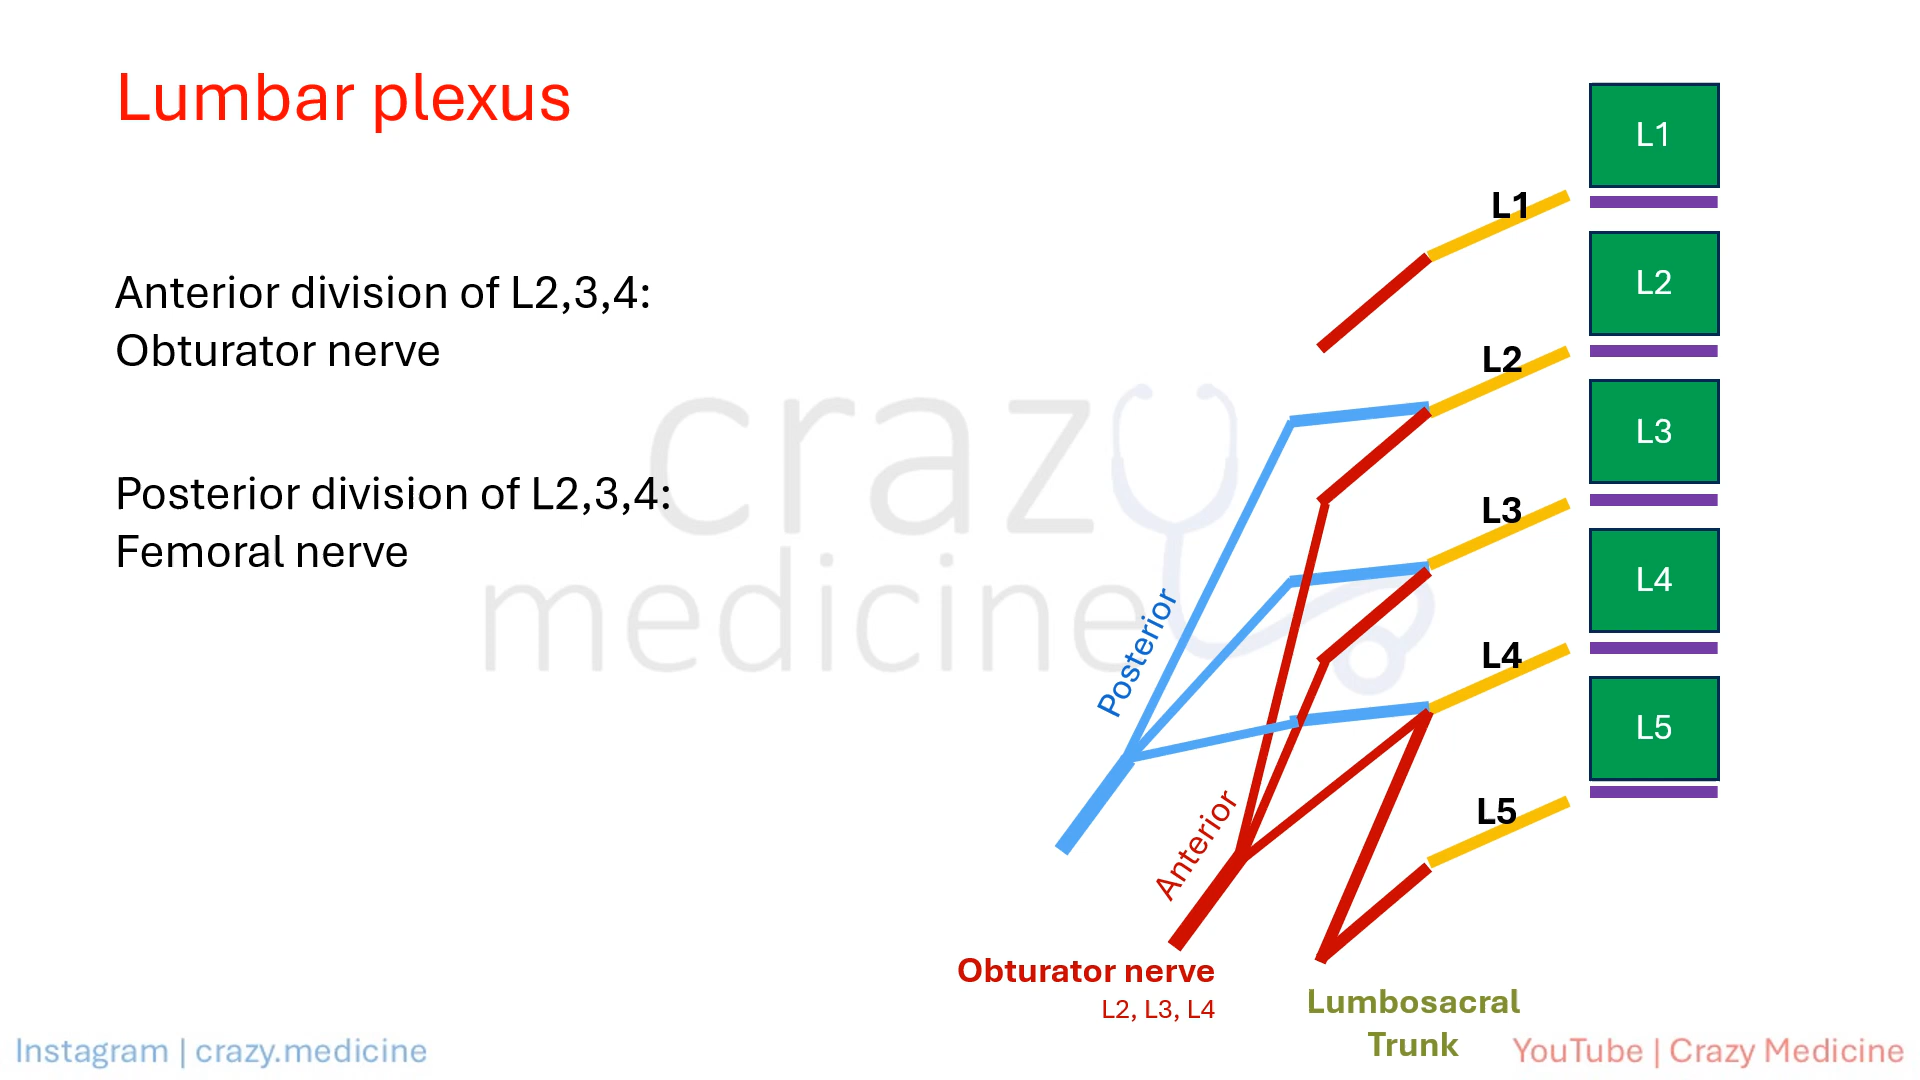 Lumbar plexus
Anterior division of L2,3,4:
Obturator nerve
Posterior division of L2,3,4:
Femoral nerve
crazy
medicine
L1
L1
L2
L2
L3
L3
L4
L4
L5
L5
Posterior
Anterior
Obturator nerve
L2, L3, L4
Lumbosacral
Trunk
Instagram | crazy.medicine
YouTube | Crazy Medicine